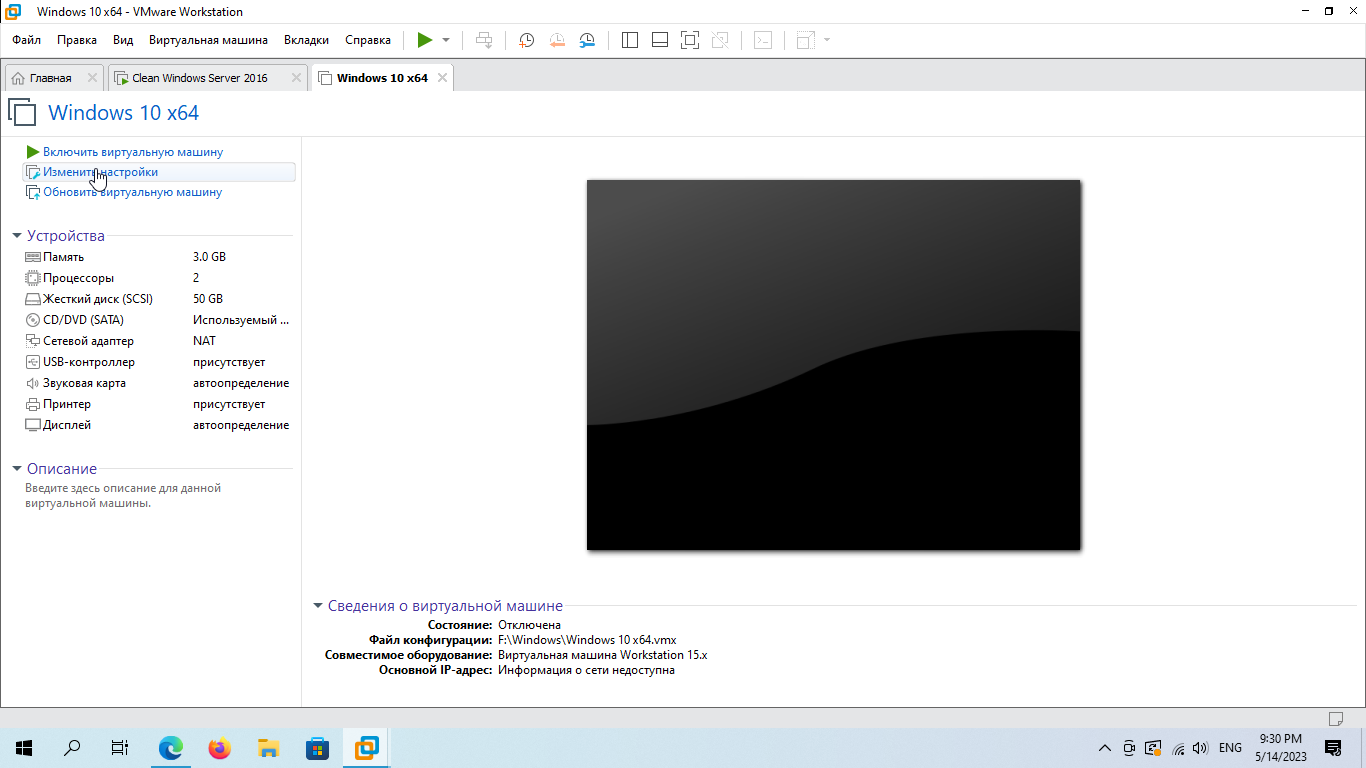 Windows 10 x64 - VMware Workstation
Файл Правка Вид Виртуальная машина Вкладки Справка
Главная Clean Windows Server 2016 Windows 10 x64
Windows 10 x64
Включить виртуальную машину
Изменить настройки
Обновить виртуальную машину
Устройства
Память 3.0 GB
Процессоры 2
Жесткий диск (SCSI) 50 GB
CD/DVD (SATA) Используемый ...
Сетевой адаптер NAT
USB-контроллер присутствует
Звуковая карта автоопределение
Принтер присутствует
Дисплей автоопределение
Описание
Введите здесь описание для данной
виртуальной машины.
Сведения о виртуальной машине
Состояние: Отключена
Файл конфигурации: F:\Windows\Windows 10 x64.vmx
Совместимое оборудование: Виртуальная машина Workstation 15.x
Основной IP-адрес: Информация о сети недоступна
ENG
9:30 PM
5/14/2023